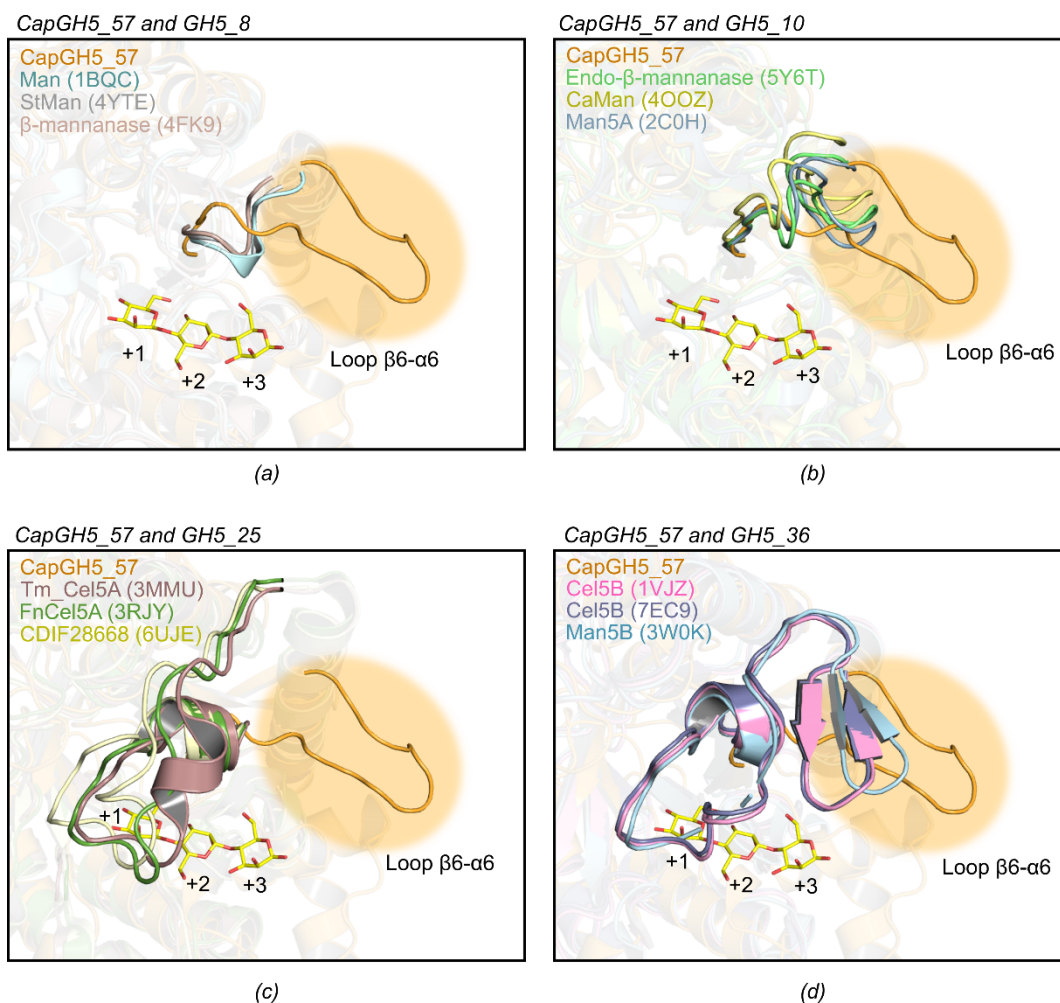 CapGH5_57 and GH5_8
CapGH5_57
Man (1BQC)
StMan (4YTE)
β-mannanase (4FK9)
+1
+2
+3
Loop β6-α6
(a)
CapGH5_57 and GH5_10
CapGH5_57
Endo-β-mannanase (5Y6T)
CaMan (4OOZ)
Man5A (2C0H)
+1
+2
+3
Loop β6-α6
(b)
CapGH5_57 and GH5_25
CapGH5_57
Tm_Cel5A (3MMU)
FnCel5A (3RJY)
CDIF28668 (6UJE)
+1
+2
+3
Loop β6-α6
(c)
CapGH5_57 and GH5_36
CapGH5_57
Cel5B (1VJZ)
Cel5B (7EC9)
Man5B (3W0K)
+1
+2
+3
Loop β6-α6
(d)